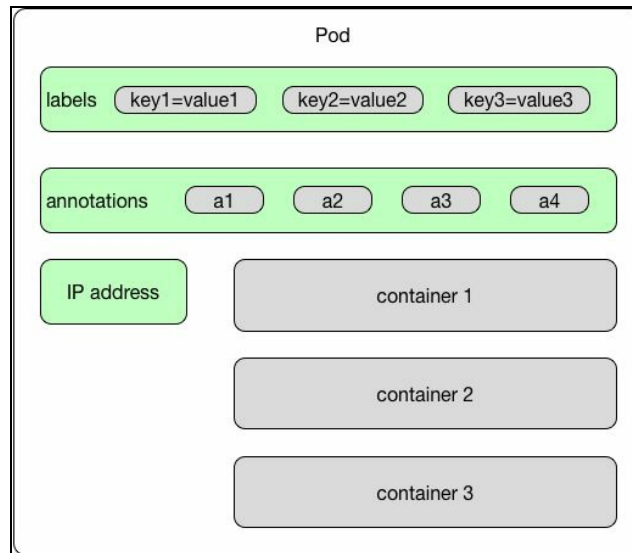 Pod
labels key1=value1 key2=value2 key3=value3
annotations a1 a2 a3 a4
IP address
container 1
container 2
container 3